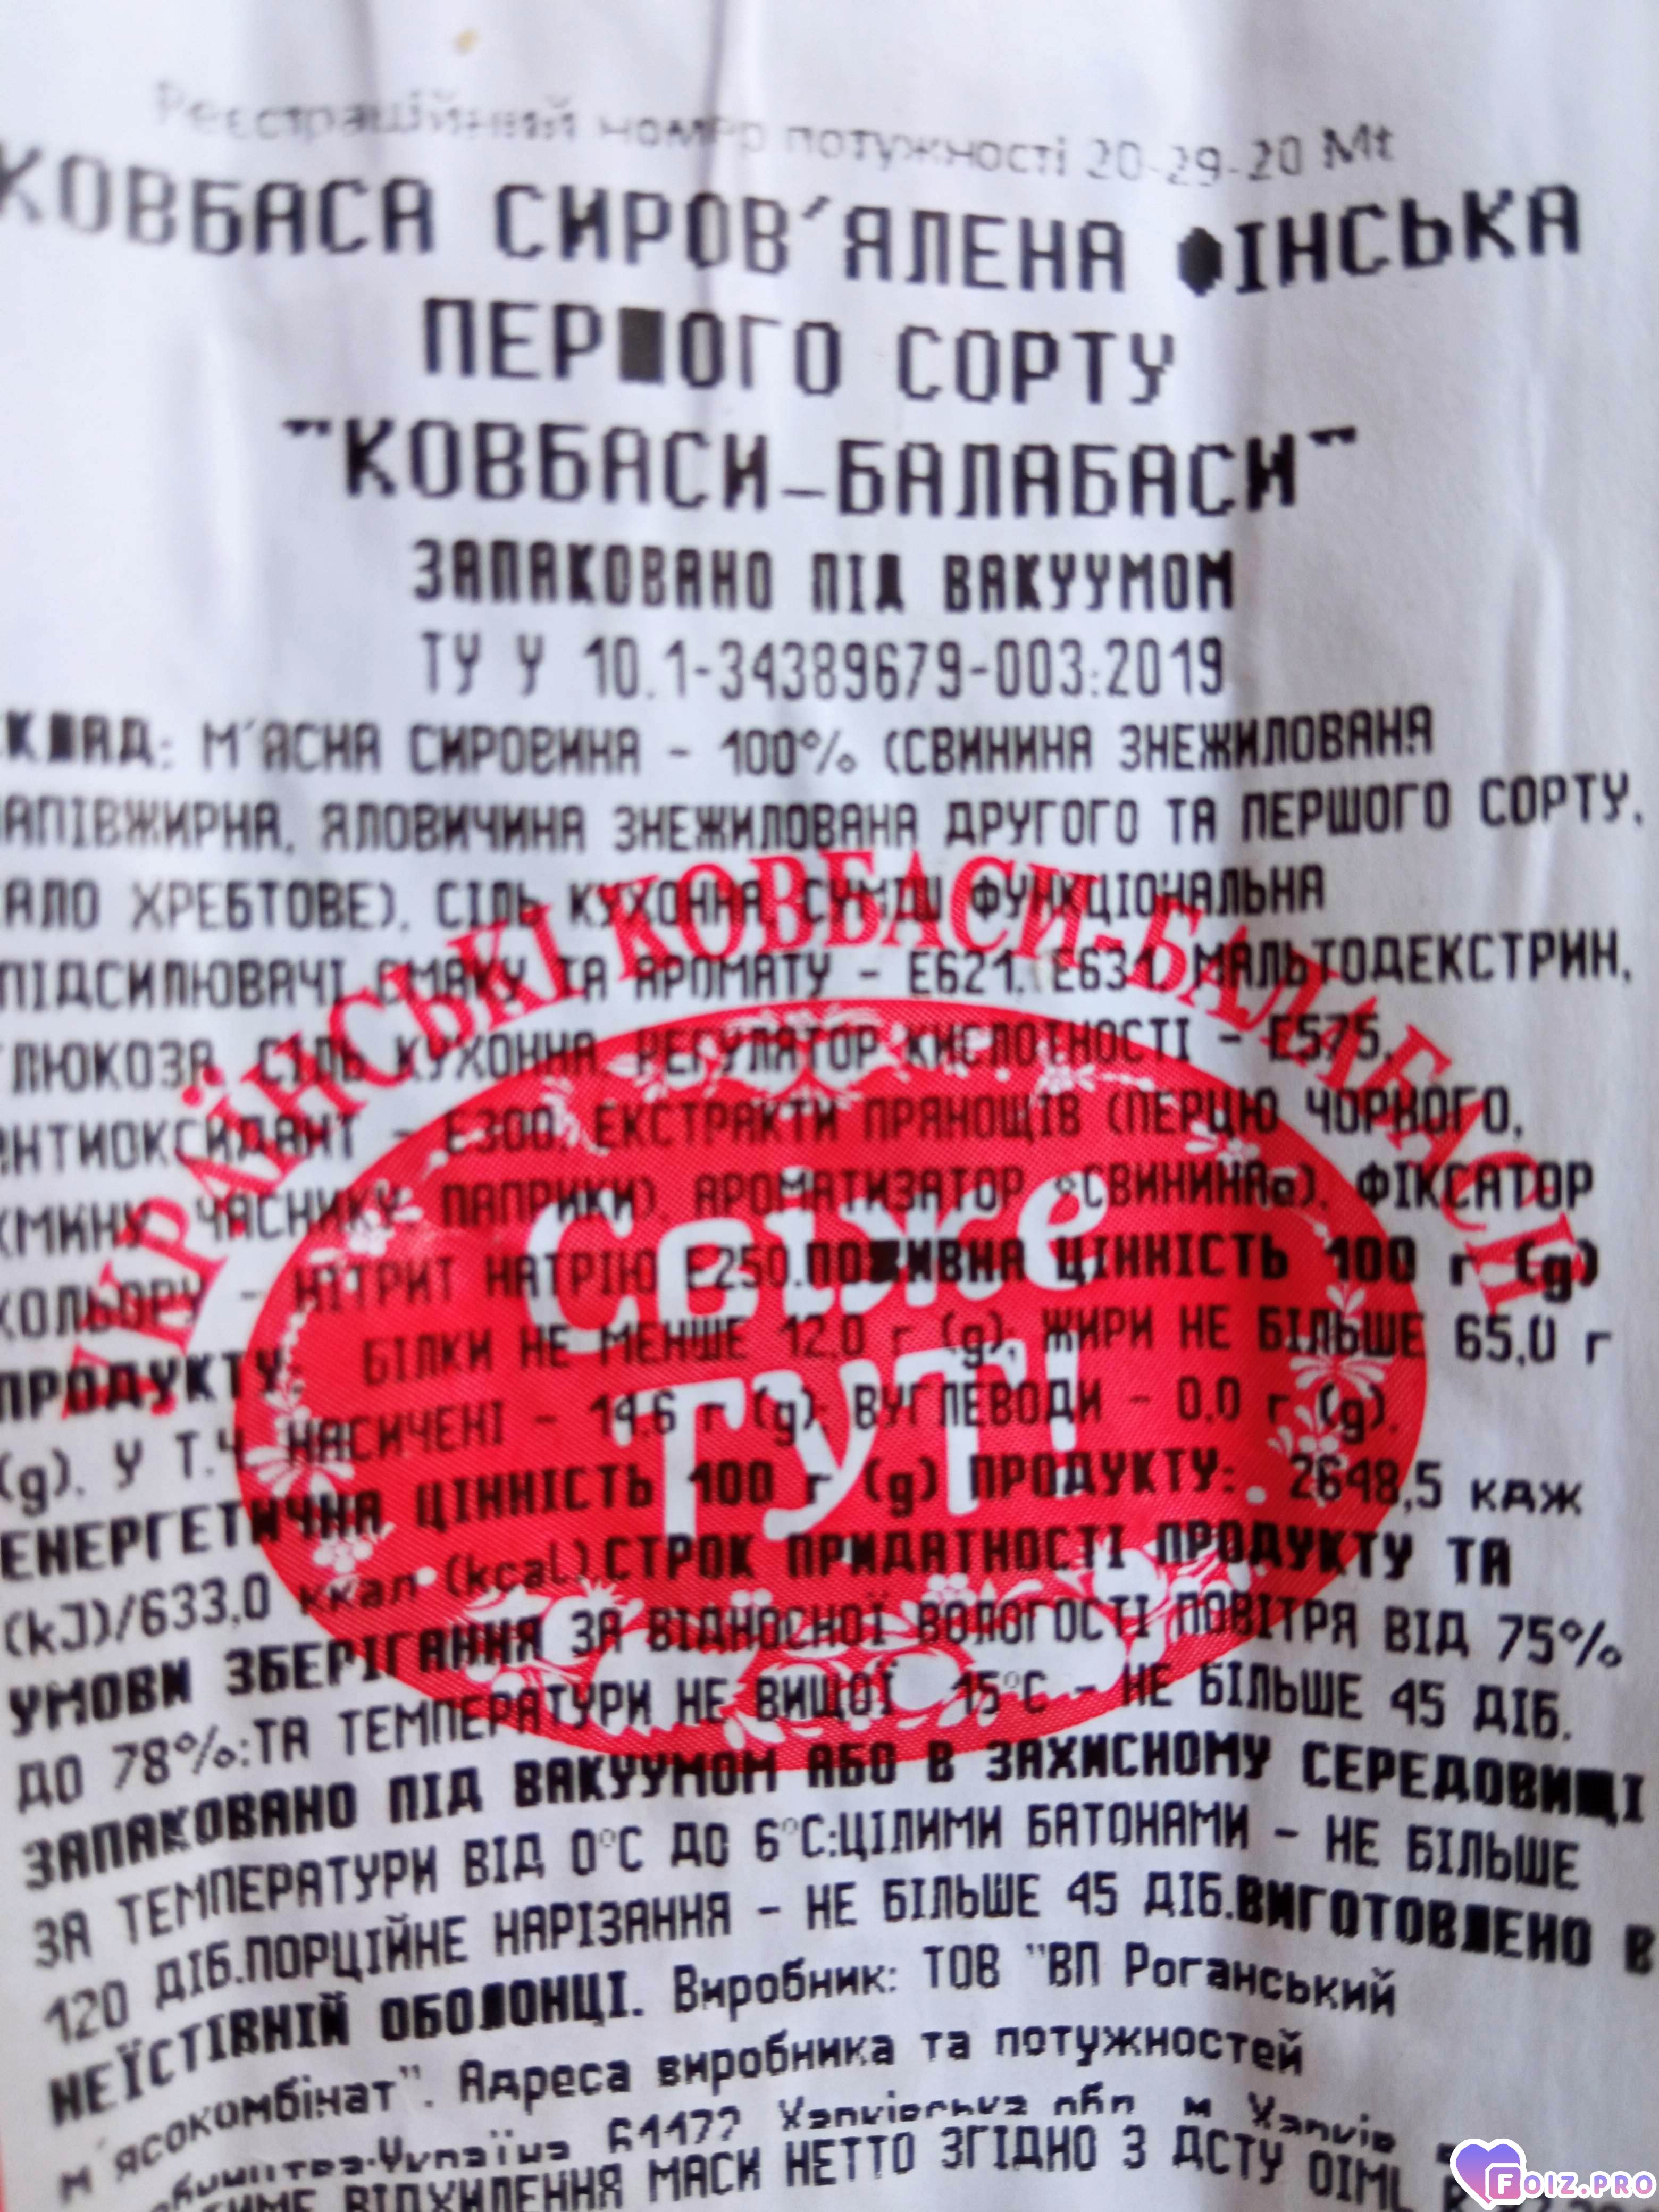 Реєстраційний номер потужності 20-29-20 Mt
КОВБАСА СИРОВ'ЯЛЕНА ФІНСЬКА
ПЕРШОГО СОРТУ
"КОВБАСИ-БАЛАБАСИ"
ЗАПАКОВАНО ПІД ВАКУУМОМ
ТУ У 10.1-34389679-003:2019
СКЛАД: М'ЯСНА СИРОВИНА - 100% (СВИНИНА ЗНЕЖИЛОВАНА
НАПІВЖИРНА, ЯЛОВИЧИНА ЗНЕЖИЛОВАНА ДРУГОГО ТА ПЕРШОГО СОРТУ,
САЛО ХРЕБТОВЕ), СІЛЬ КУХОННА, СУМІШ ФУНКЦІОНАЛЬНА
(ПІДСИЛЮВАЧІ СМАКУ ТА АРОМАТУ - Е621, Е631, МАЛЬТОДЕКСТРИН,
ГЛЮКОЗА, СІЛЬ КУХОННА, РЕГУЛЯТОР КИСЛОТНОСТІ - Е575,
АНТИОКСИДАНТ - Е300, ЕКСТРАКТИ ПРЯНОЩІВ (ПЕРЦЮ ЧОРНОГО,
КМИНУ, ЧАСНИКУ, ПАПРИКИ), АРОМАТИЗАТОР «СВИНИНА»), ФІКСАТОР
КОЛЬОРУ - НІТРИТ НАТРІЮ Е250.ПОЖИВНА ЦІННІСТЬ 100 г (g)
ПРОДУКТУ: БІЛКИ НЕ МЕНШЕ 12,0 г (g), ЖИРИ НЕ БІЛЬШЕ 65,0 г
(g), У Т.Ч. НАСИЧЕНІ - 14,6 г (g), ВУГЛЕВОДИ - 0,0 г (g).
ЕНЕРГЕТИЧНА ЦІННІСТЬ 100 г (g) ПРОДУКТУ: 2648,5 кДж
(kJ)/633,0 ккал (kcal).СТРОК ПРИДАТНОСТІ ПРОДУКТУ ТА
УМОВИ ЗБЕРІГАННЯ ЗА ВІДНОСНОЇ ВОЛОГОСТІ ПОВІТРЯ ВІД 75%
ДО 78%:ТА ТЕМПЕРАТУРИ НЕ ВИЩОЇ 15°С - НЕ БІЛЬШЕ 45 ДІБ.
ЗАПАКОВАНО ПІД ВАКУУМОМ АБО В ЗАХИСНОМУ СЕРЕДОВИЩІ
ЗА ТЕМПЕРАТУРИ ВІД 0°С ДО 6°С:ЦІЛИМИ БАТОНАМИ - НЕ БІЛЬШЕ
120 ДІБ.ПОРЦІЙНЕ НАРІЗАННЯ - НЕ БІЛЬШЕ 45 ДІБ.ВИГОТОВЛЕНО В
НЕЇСТІВНІЙ ОБОЛОНЦІ. Виробник: ТОВ "ВП Роганський
м'ясокомбінат". Адреса виробника та потужностей
Україна 61172 Харківська обл м Харків
ВІДХИЛЕННЯ МАСИ НЕТТО ЗГІДНО З ДСТУ OIML
УКРАЇНСЬКІ КОВБАСИ-БАЛАБАСИ
Свіже
ТУТ!
FOIZ.PRO